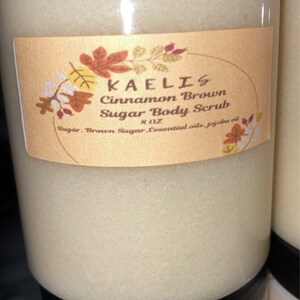 KAELIS
Cinnamon Brown
Sugar Body Scrub
8 OZ
Sugar, Brown Sugar, Essential oils, jojoba oil